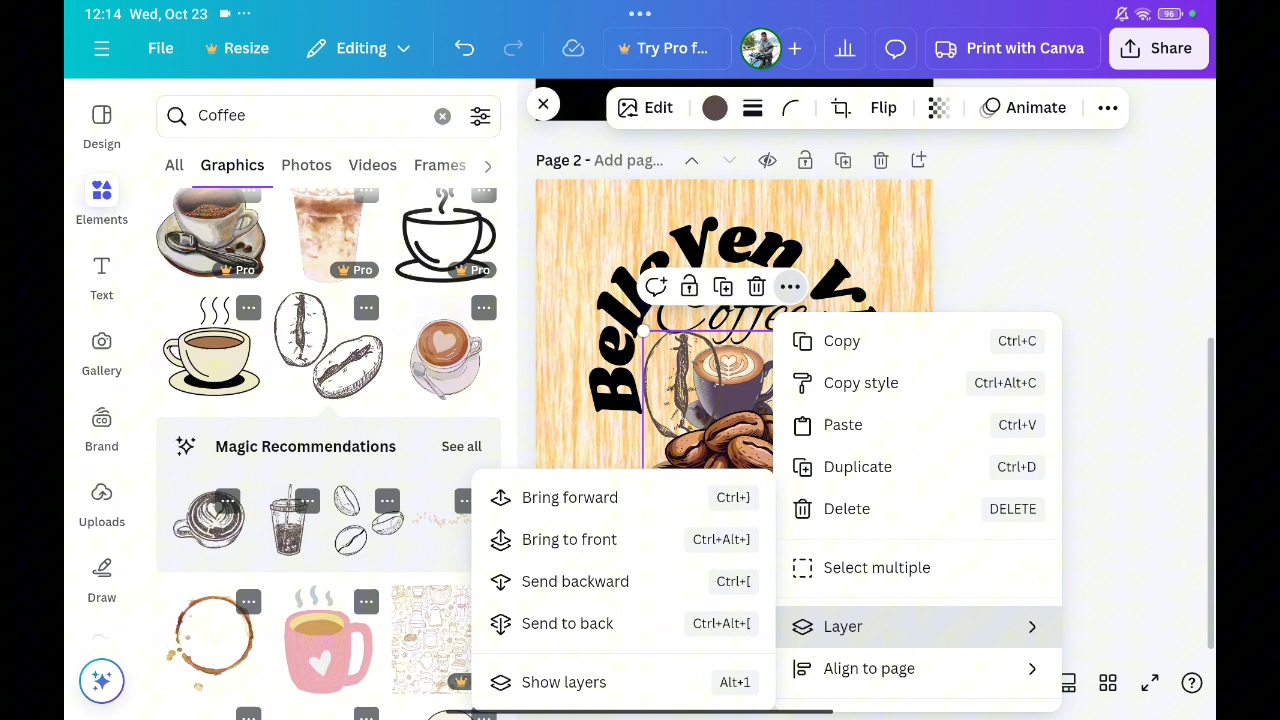 12:14 Wed, Oct 23
96
File
Resize
Editing
Try Pro f...
Print with Canva
Share
Design
Elements
Text
Gallery
Brand
Uploads
Draw
Coffee
All
Graphics
Photos
Videos
Frames
Pro
Pro
Pro
Magic Recommendations
See all
Edit
Flip
Animate
Page 2 - Add pag...
Belle Ven V
Coffee
Copy Ctrl+C
Copy style Ctrl+Alt+C
Paste Ctrl+V
Duplicate Ctrl+D
Delete DELETE
Select multiple
Layer
Align to page
Bring forward Ctrl+]
Bring to front Ctrl+Alt+]
Send backward Ctrl+[
Send to back Ctrl+Alt+[
Show layers Alt+1